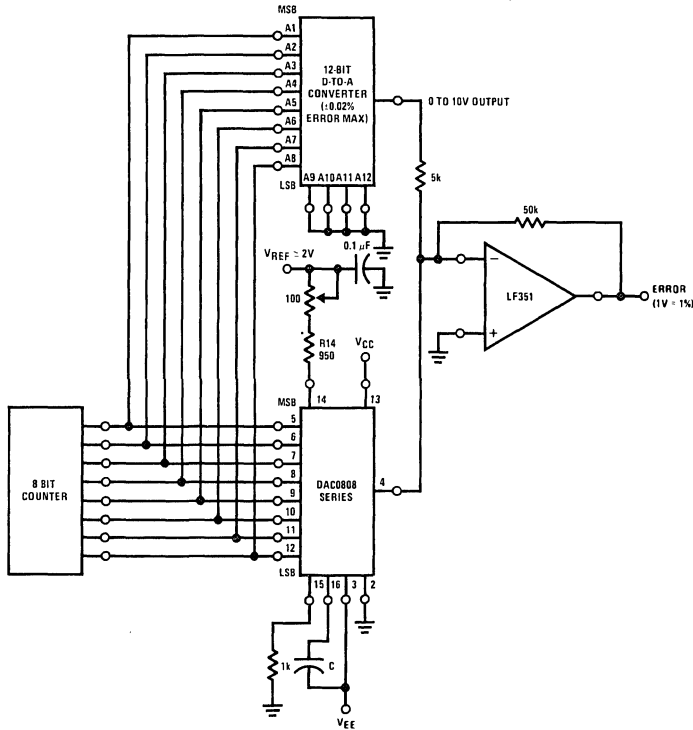 MSB
A1
A2
A3
A4
A5
A6
A7
A8
12-BIT
D-TO-A
CONVERTER
(±0.02%
ERROR MAX)
0 TO 10V OUTPUT
A9 A10 A11 A12
LSB
5k
50k
0.1 µF
VREF = 2V
100
R14
950
VCC
−
+
LF351
ERROR
(1V = 1%)
MSB
14
13
8 BIT
COUNTER
5
6
7
8
9
10
11
12
DAC0808
SERIES
4
LSB
15 16 3 2
1k
C
VEE